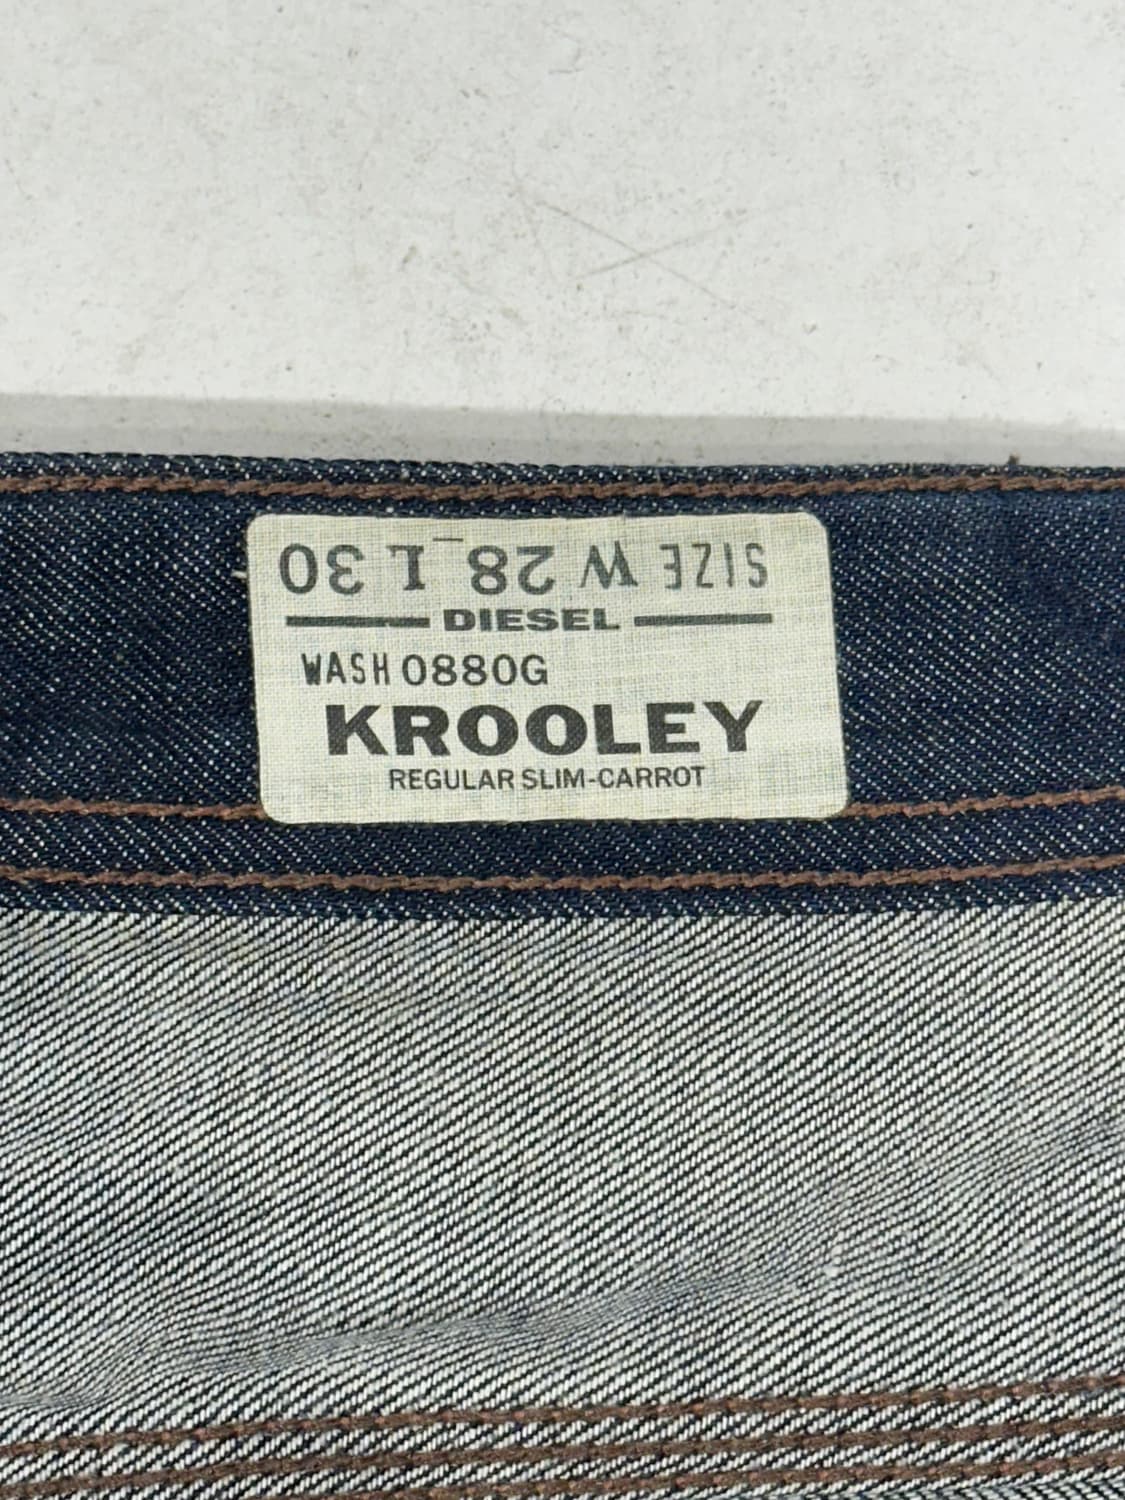 SIZE W 28 L 30
DIESEL
WASH 0880G
KROOLEY
REGULAR SLIM-CARROT